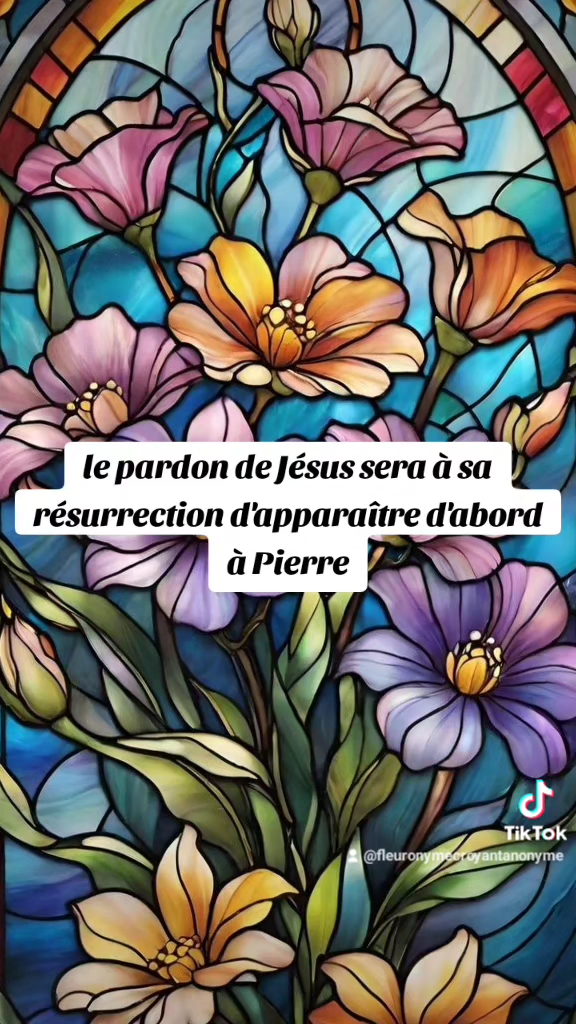 le pardon de Jésus sera à sa
résurrection d'apparaître d'abord
à Pierre
TikTok
@fleuronymecroyantanonyme